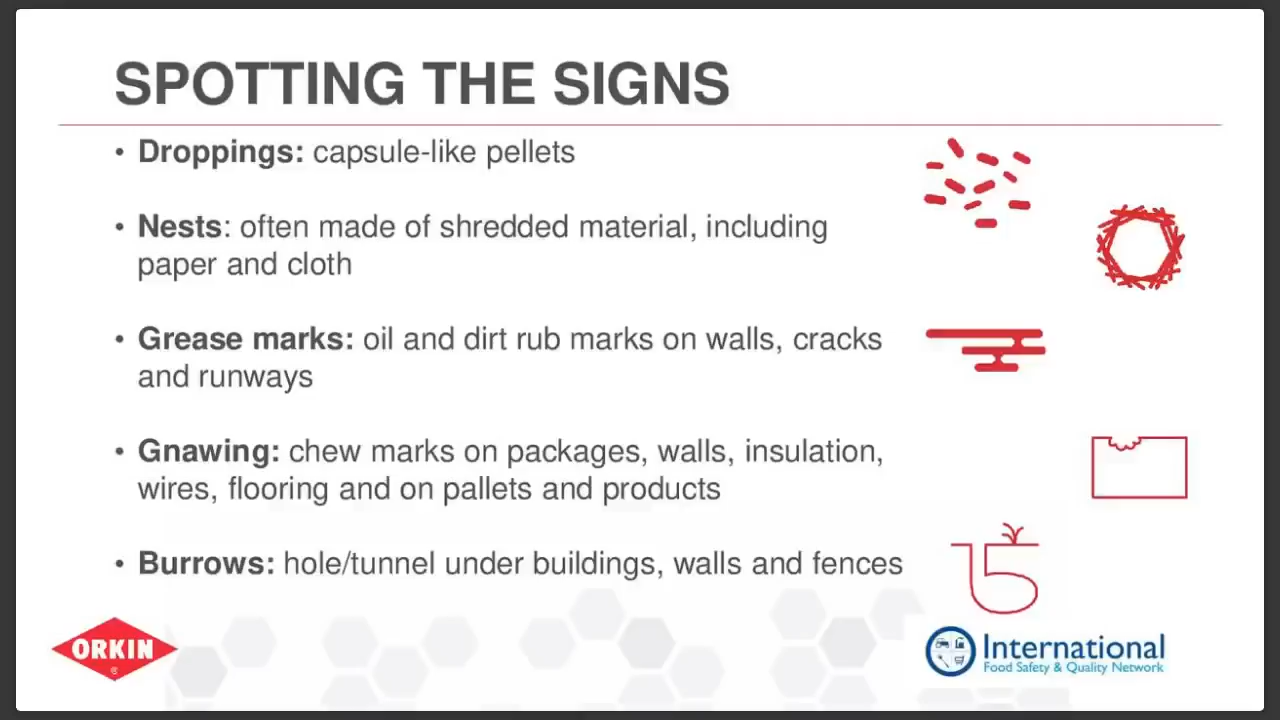 SPOTTING THE SIGNS
• Droppings: capsule-like pellets
• Nests: often made of shredded material, including
paper and cloth
• Grease marks: oil and dirt rub marks on walls, cracks
and runways
• Gnawing: chew marks on packages, walls, insulation,
wires, flooring and on pallets and products
• Burrows: hole/tunnel under buildings, walls and fences
ORKIN
®
International
Food Safety & Quality Network